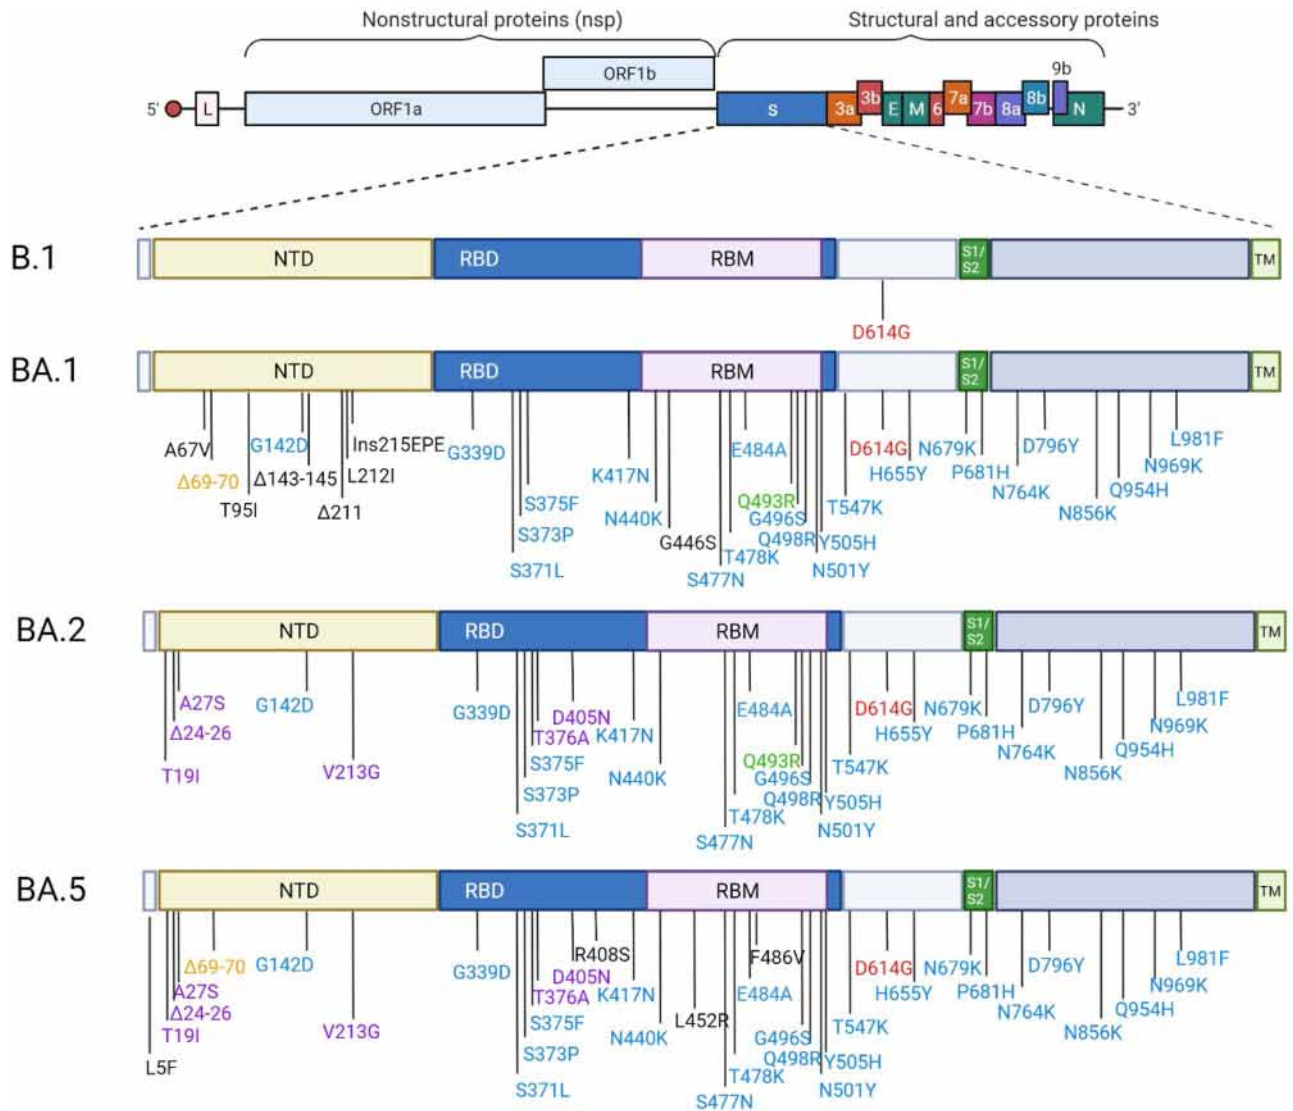 Nonstructural proteins (nsp) Structural and accessory proteins
9b
ORF1b
3b 7a 8b
5' L ORF1a S 3a E M 6 7b 8a N 3'
B.1
NTD RBD RBM S1/
S2 TM
D614G
BA.1
NTD RBD RBM S1/
S2 TM
A67V G142D Ins215EPE G339D E484A D614G N679K D796Y L981F
Δ69-70 Δ143-145 L212I K417N H655Y P681H N969K
T95I Δ211 S375F N440K Q493R T547K N764K Q954H
S373P G446S G496S N856K
S371L T478K Q498R Y505H
S477N N501Y
BA.2
NTD RBD RBM S1/
S2 TM
A27S G142D G339D D405N E484A D614G N679K D796Y L981F
Δ24-26 T376A K417N H655Y P681H N969K
T19I V213G S375F N440K Q493R T547K N764K Q954H
S373P G496S N856K
S371L T478K Q498R Y505H
S477N N501Y
BA.5
NTD RBD RBM S1/
S2 TM
Δ69-70 G142D G339D R408S F486V D614G N679K D796Y L981F
A27S D405N E484A H655Y P681H N969K
Δ24-26 T376A K417N N764K Q954H
T19I V213G S375F N440K L452R G496S T547K N856K
L5F S373P T478K Q498R Y505H
S371L S477N N501Y